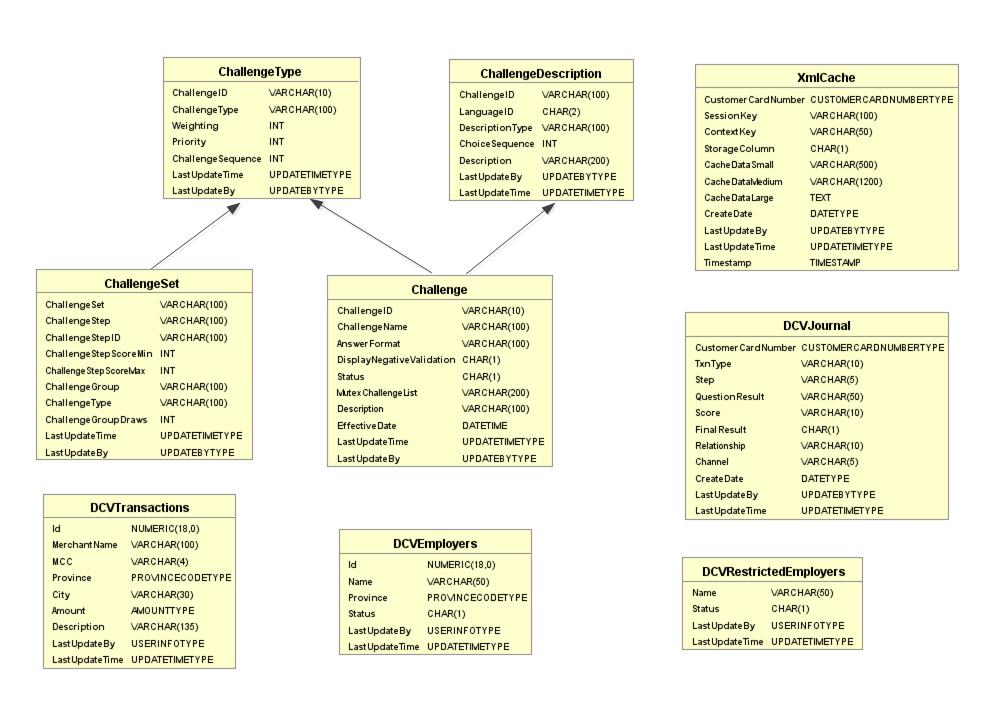 ChallengeType
ChallengeID VARCHAR(10)
ChallengeType VARCHAR(100)
Weighting INT
Priority INT
ChallengeSequence INT
LastUpdateTime UPDATETIMETYPE
LastUpdateBy UPDATEBYTYPE
ChallengeDescription
ChallengeID VARCHAR(100)
LanguageID CHAR(2)
DescriptionType VARCHAR(100)
ChoiceSequence INT
Description VARCHAR(200)
LastUpdateBy UPDATEBYTYPE
LastUpdateTime UPDATETIMETYPE
XmlCache
CustomerCardNumber CUSTOMERCARDNUMBERTYPE
SessionKey VARCHAR(100)
ContextKey VARCHAR(50)
StorageColumn CHAR(1)
CacheDataSmall VARCHAR(500)
CacheDataMedium VARCHAR(1200)
CacheDataLarge TEXT
CreateDate DATETYPE
LastUpdateBy UPDATEBYTYPE
LastUpdateTime UPDATETIMETYPE
Timestamp TIMESTAMP
ChallengeSet
ChallengeSet VARCHAR(100)
ChallengeStep VARCHAR(100)
ChallengeStepID VARCHAR(100)
ChallengeStepScoreMin INT
ChallengeStepScoreMax INT
ChallengeGroup VARCHAR(100)
ChallengeType VARCHAR(100)
ChallengeGroupDraws INT
LastUpdateTime UPDATETIMETYPE
LastUpdateBy UPDATEBYTYPE
Challenge
ChallengeID VARCHAR(10)
ChallengeName VARCHAR(100)
AnswerFormat VARCHAR(100)
DisplayNegativeValidation CHAR(1)
Status CHAR(1)
MutexChallengeList VARCHAR(200)
Description VARCHAR(100)
EffectiveDate DATETIME
LastUpdateTime UPDATETIMETYPE
LastUpdateBy UPDATEBYTYPE
DCVJournal
CustomerCardNumber CUSTOMERCARDNUMBERTYPE
TxnType VARCHAR(10)
Step VARCHAR(5)
QuestionResult VARCHAR(50)
Score VARCHAR(10)
FinalResult CHAR(1)
Relationship VARCHAR(10)
Channel VARCHAR(5)
CreateDate DATETYPE
LastUpdateBy UPDATEBYTYPE
LastUpdateTime UPDATETIMETYPE
DCVTransactions
Id NUMERIC(18,0)
MerchantName VARCHAR(100)
MCC VARCHAR(4)
Province PROVINCECODETYPE
City VARCHAR(30)
Amount AMOUNTTYPE
Description VARCHAR(135)
LastUpdateBy USERINFOTYPE
LastUpdateTime UPDATETIMETYPE
DCVEmployers
Id NUMERIC(18,0)
Name VARCHAR(50)
Province PROVINCECODETYPE
Status CHAR(1)
LastUpdateBy USERINFOTYPE
LastUpdateTime UPDATETIMETYPE
DCVRestrictedEmployers
Name VARCHAR(50)
Status CHAR(1)
LastUpdateBy USERINFOTYPE
LastUpdateTime UPDATETIMETYPE